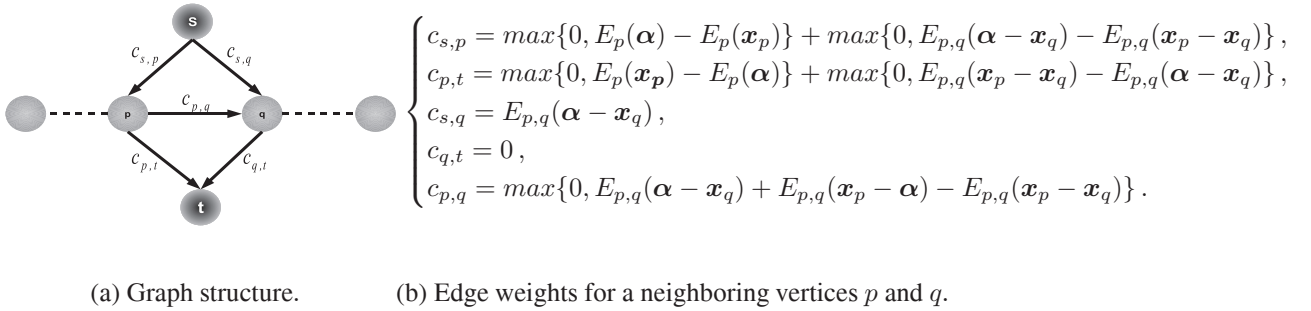 s
c_{s,p}
c_{s,q}
p
c_{p,q}
q
c_{p,t}
c_{q,t}
t
c_{s,p} = max{0, E_p(α) − E_p(x_p)} + max{0, E_{p,q}(α − x_q) − E_{p,q}(x_p − x_q)} ,
c_{p,t} = max{0, E_p(x_p) − E_p(α)} + max{0, E_{p,q}(x_p − x_q) − E_{p,q}(α − x_q)} ,
c_{s,q} = E_{p,q}(α − x_q) ,
c_{q,t} = 0 ,
c_{p,q} = max{0, E_{p,q}(α − x_q) + E_{p,q}(x_p − α) − E_{p,q}(x_p − x_q)} .
(a) Graph structure.
(b) Edge weights for a neighboring vertices p and q.